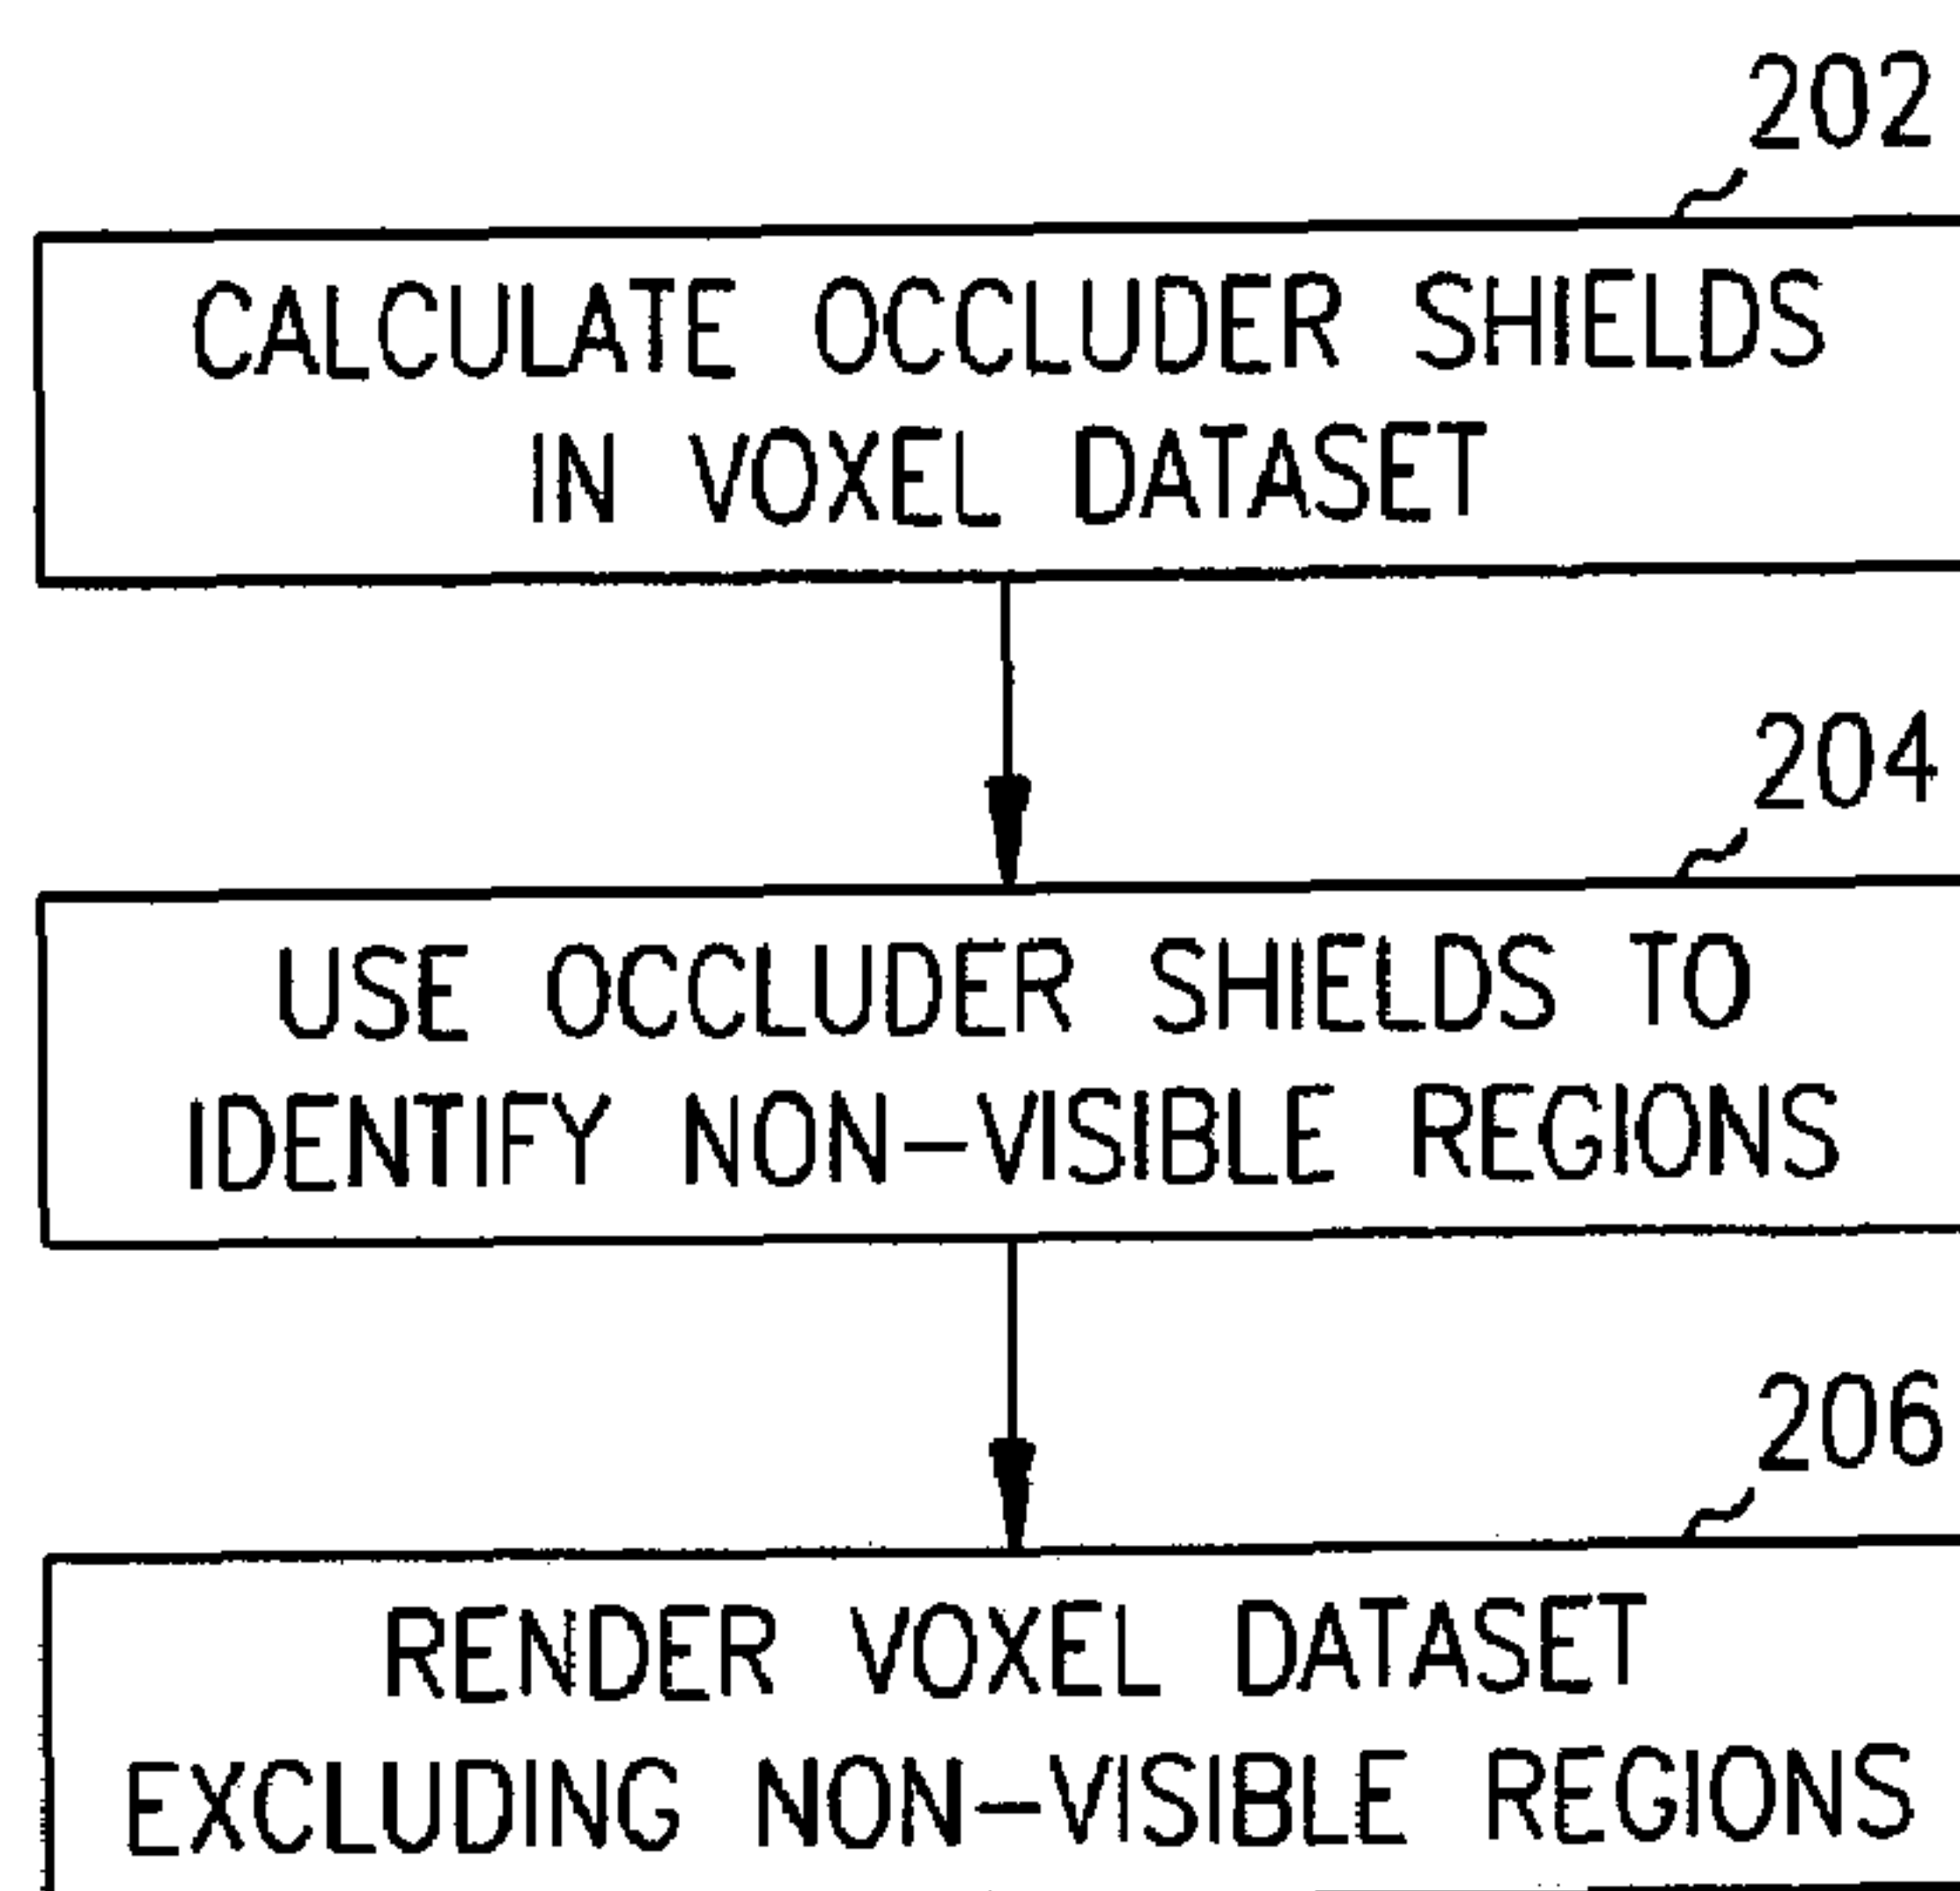 202
CALCULATE OCCLUDER SHIELDS
IN VOXEL DATASET
204
USE OCCLUDER SHIELDS TO
IDENTIFY NON-VISIBLE REGIONS
206
RENDER VOXEL DATASET
EXCLUDING NON-VISIBLE REGIONS